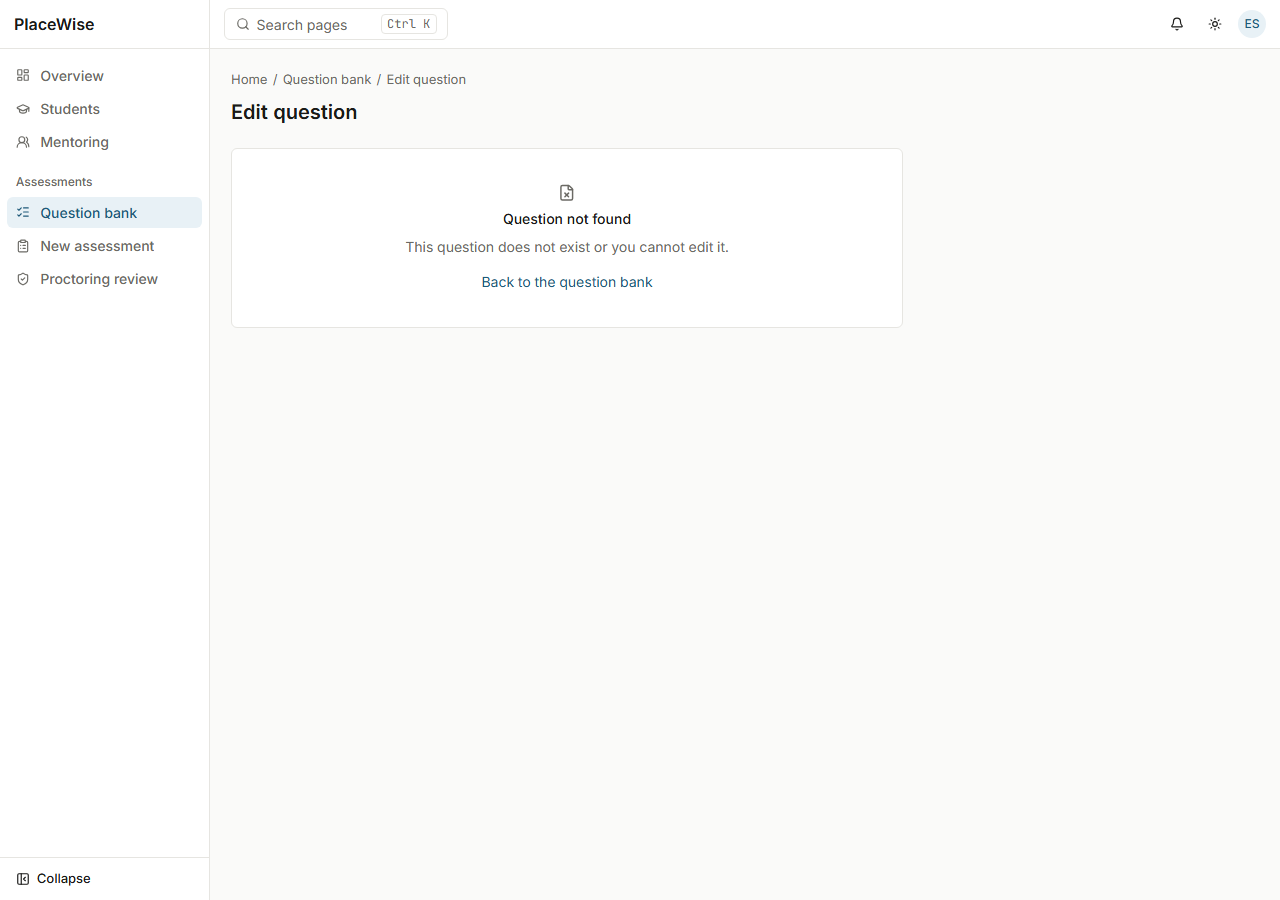 PlaceWise
Search pages Ctrl K
ES
Overview
Students
Mentoring
Assessments
Question bank
New assessment
Proctoring review
Collapse
Home / Question bank / Edit question
Edit question
Question not found
This question does not exist or you cannot edit it.
Back to the question bank